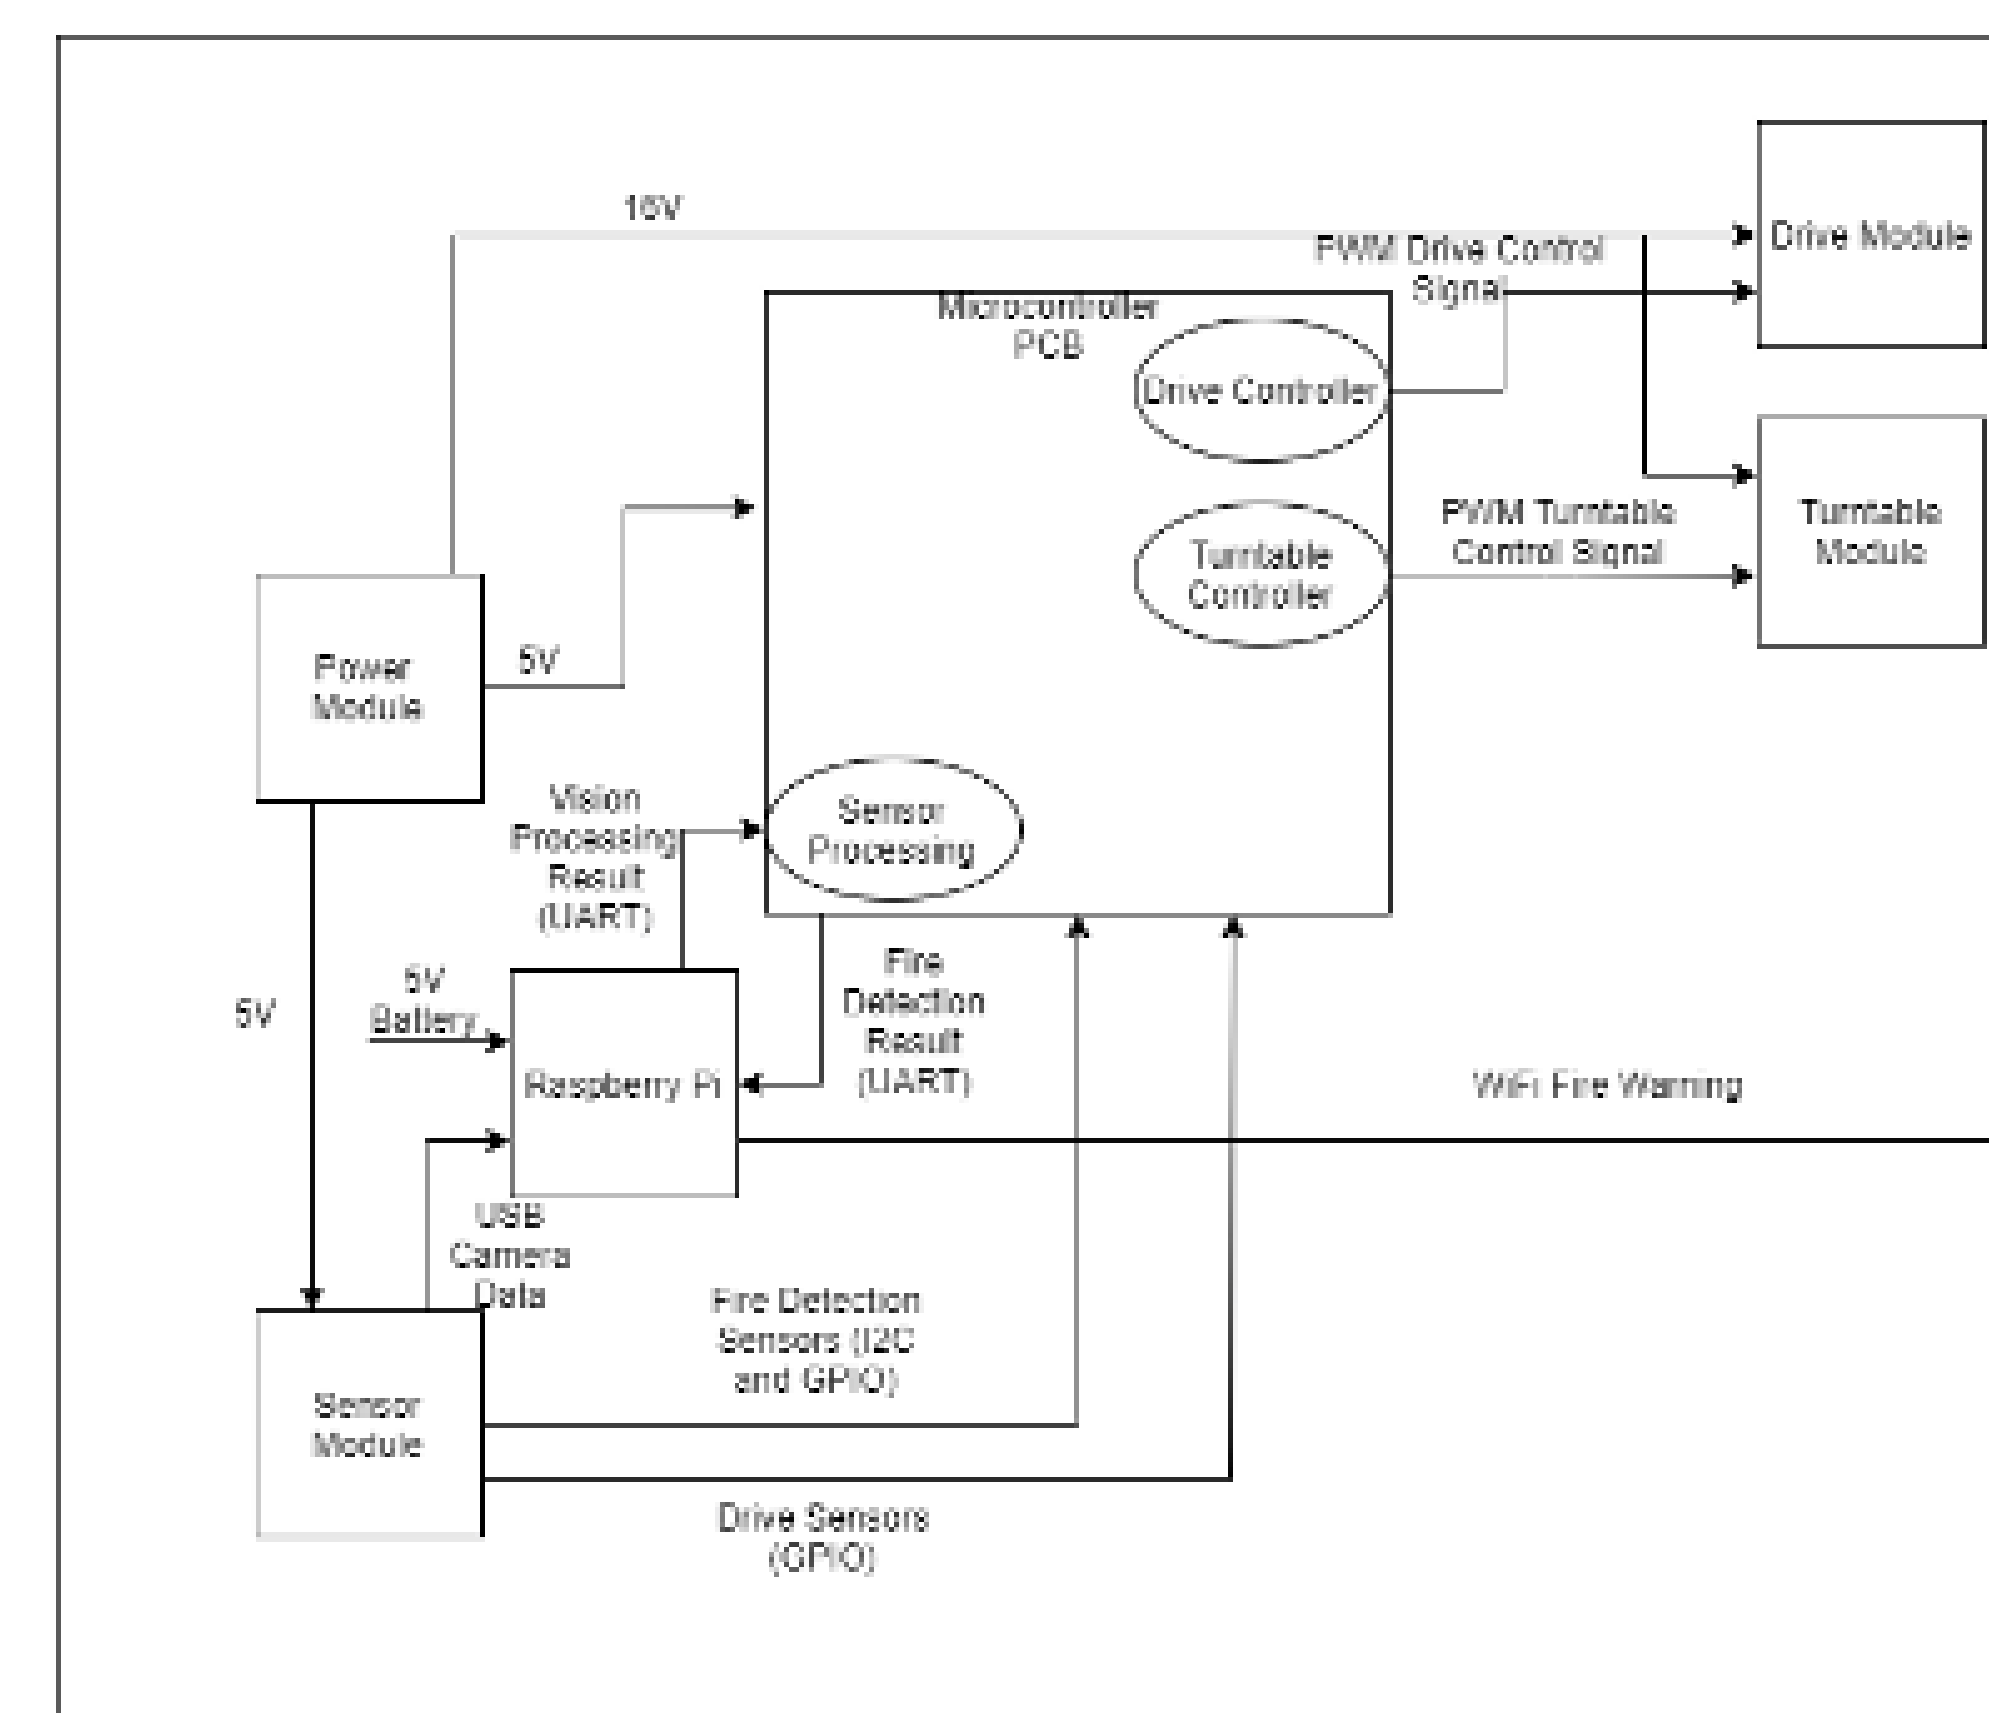 16V
Drive Module
PWM Drive Control
Signal
Microcontroller
PCB
Drive Controller
PWM Turntable
Control Signal
Turntable
Module
Turntable
Controller
5V
Power
Module
Vision
Processing
Result
(UART)
Sensor
Processing
5V
Battery
5V
Fire
Detection
Result
(UART)
Raspberry Pi
WiFi Fire Warning
USB
Camera
Data
Fire Detection
Sensors (I2C
and GPIO)
Sensor
Module
Drive Sensors
(GPIO)